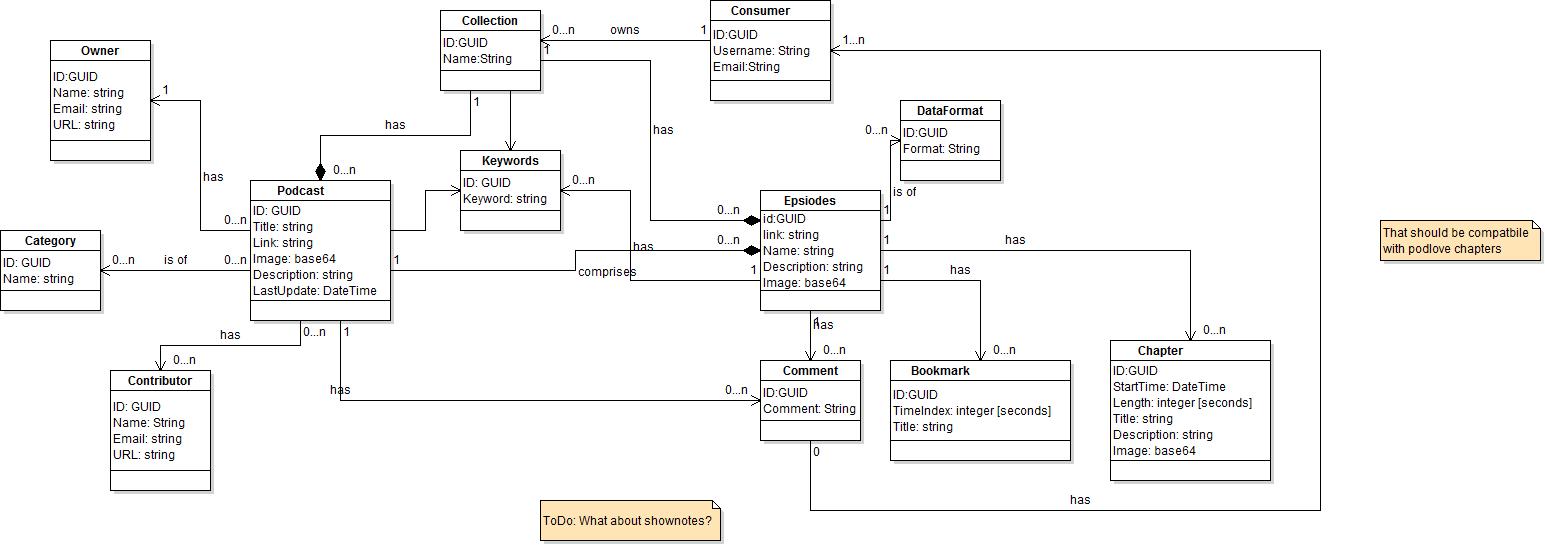 Owner
ID:GUID
Name: string
Email: string
URL: string
Collection
ID:GUID
Name:String
Consumer
ID:GUID
Username: String
Email:String
0...n
owns
1
1
1...n
1
has
0...n
1
has
0...n
has
0...n
DataFormat
ID:GUID
Format: String
0...n
is of
1
Keywords
ID: GUID
Keyword: string
0...n
has
1
Podcast
ID: GUID
Title: string
Link: string
Image: base64
Description: string
LastUpdate: DateTime
Category
ID: GUID
Name: string
0...n
is of
0...n
1
comprises
0...n
Epsiodes
id:GUID
link: string
Name: string
Description: string
Image: base64
1
has
0...n
1
has
0...n
That should be compatbile
with podlove chapters
has
0...n
0...n
1
has
0...n
1
has
0...n
Contributor
ID: GUID
Name: String
Email: string
URL: string
Comment
ID:GUID
Comment: String
Bookmark
ID:GUID
TimeIndex: integer [seconds]
Title: string
Chapter
ID:GUID
StartTime: DateTime
Length: integer [seconds]
Title: string
Description: string
Image: base64
0
has
ToDo: What about shownotes?